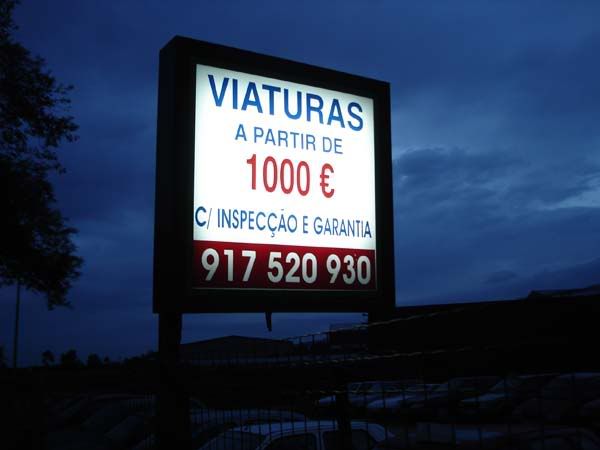 VIATURAS
A PARTIR DE
1000 €
C/ INSPECÇÃO E GARANTIA
917 520 930